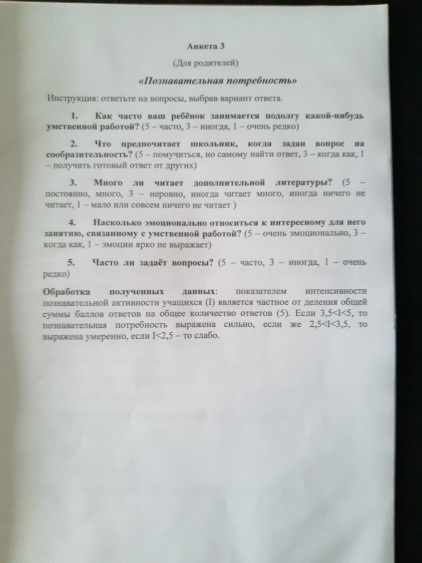 Анкета 3
(Для родителей)
«Познавательная потребность»
Инструкция: ответьте на вопросы, выбрав вариант ответа.
1. Как часто ваш ребёнок занимается подолгу какой-нибудь
умственной работой? (5 – часто, 3 – иногда, 1 – очень редко)
2. Что предпочитает школьник, когда задан вопрос на
сообразительность? (5 – помучиться, но самому найти ответ, 3 – когда как, 1
– получить готовый ответ от других)
3. Много ли читает дополнительной литературы? (5 –
постоянно, много, 3 – неровно, иногда читает много, иногда ничего не
читает, 1 – мало или совсем ничего не читает )
4. Насколько эмоционально относиться к интересному для него
занятию, связанному с умственной работой? (5 – очень эмоционально, 3 –
когда как, 1 – эмоции ярко не выражает)
5. Часто ли задаёт вопросы? (5 – часто, 3 – иногда, 1 – очень
редко)
Обработка полученных данных: показателем интенсивности
познавательной активности учащихся (I) является частное от деления общей
суммы баллов ответов на общее количество ответов (5). Если 3,5<I<5, то
познавательная потребность выражена сильно, если же 2,5<I<3,5, то
выражена умеренно, если I<2,5 – то слабо.